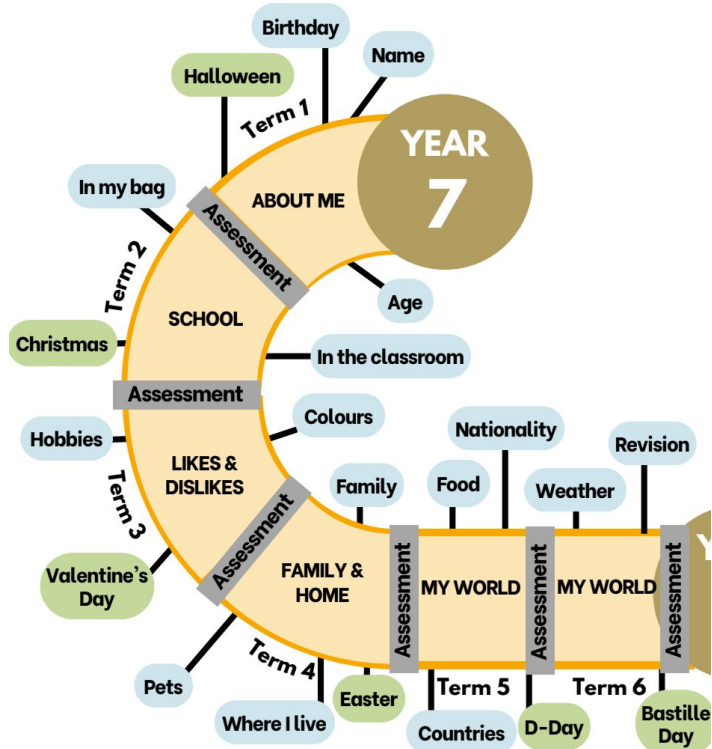 Birthday
Name
Halloween
Term 1
YEAR
7
ABOUT ME
In my bag
Assessment
Age
Term 2
SCHOOL
Christmas
In the classroom
Assessment
Colours
Hobbies
LIKES &
DISLIKES
Term 3
Valentine's
Day
Assessment
Family
FAMILY &
HOME
Pets
Term 4
Where I live
Easter
Assessment
Food
Nationality
MY WORLD
Countries
Term 5
D-Day
Assessment
Weather
Revision
MY WORLD
Term 6
Assessment
Bastille
Day
Y